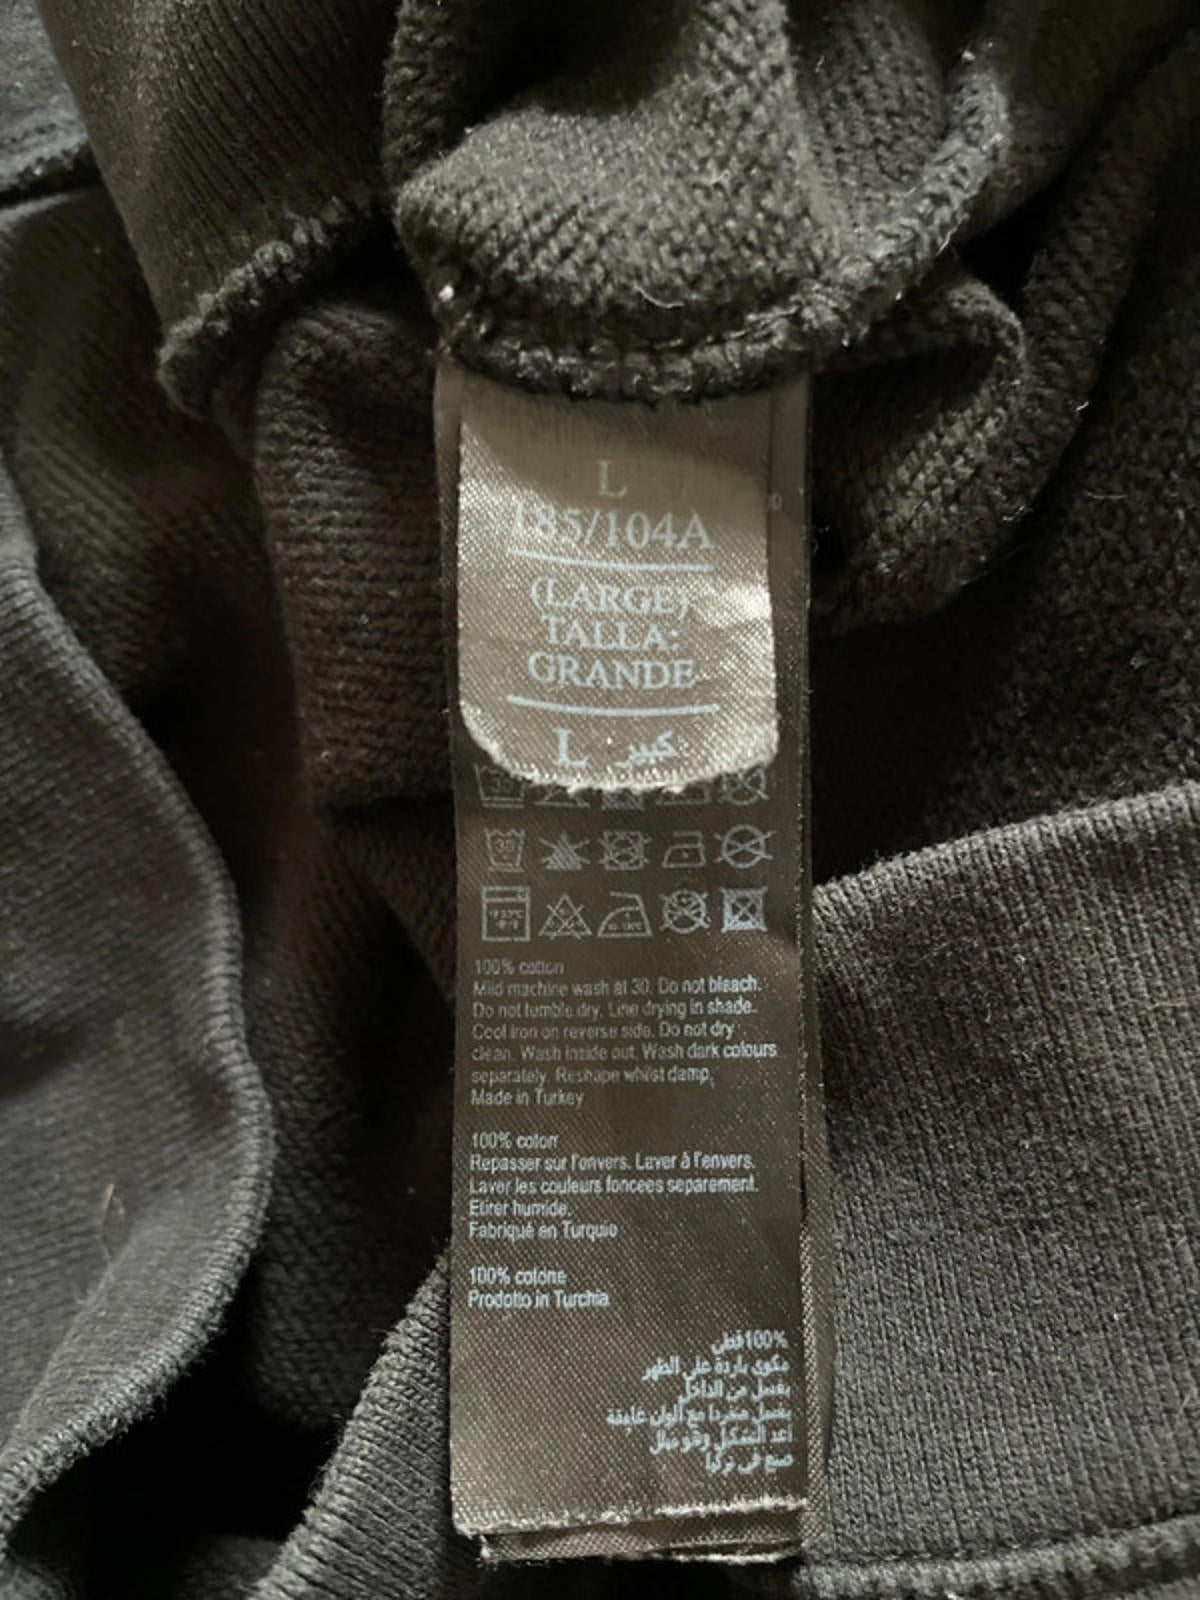 L
185/104A
(LARGE)
TALLA:
GRANDE
L كبير
30
100% cotton
Mild machine wash at 30. Do not bleach.
Do not tumble dry. Line drying in shade.
Cool iron on reverse side. Do not dry
clean. Wash inside out. Wash dark colours
separately. Reshape whilst damp.
Made in Turkey
100% coton
Repasser sur l'envers. Laver à l'envers.
Laver les couleurs foncees separement.
Etirer humide.
Fabriqué en Turquie
100% cotone
Prodotto in Turchia
100% قطن
مكوى باردة على الظهر
يغسل من الداخل
يغسل منفردا مع ألوان غامقة
أعد الشكل وهو مبلل
صنع في تركيا